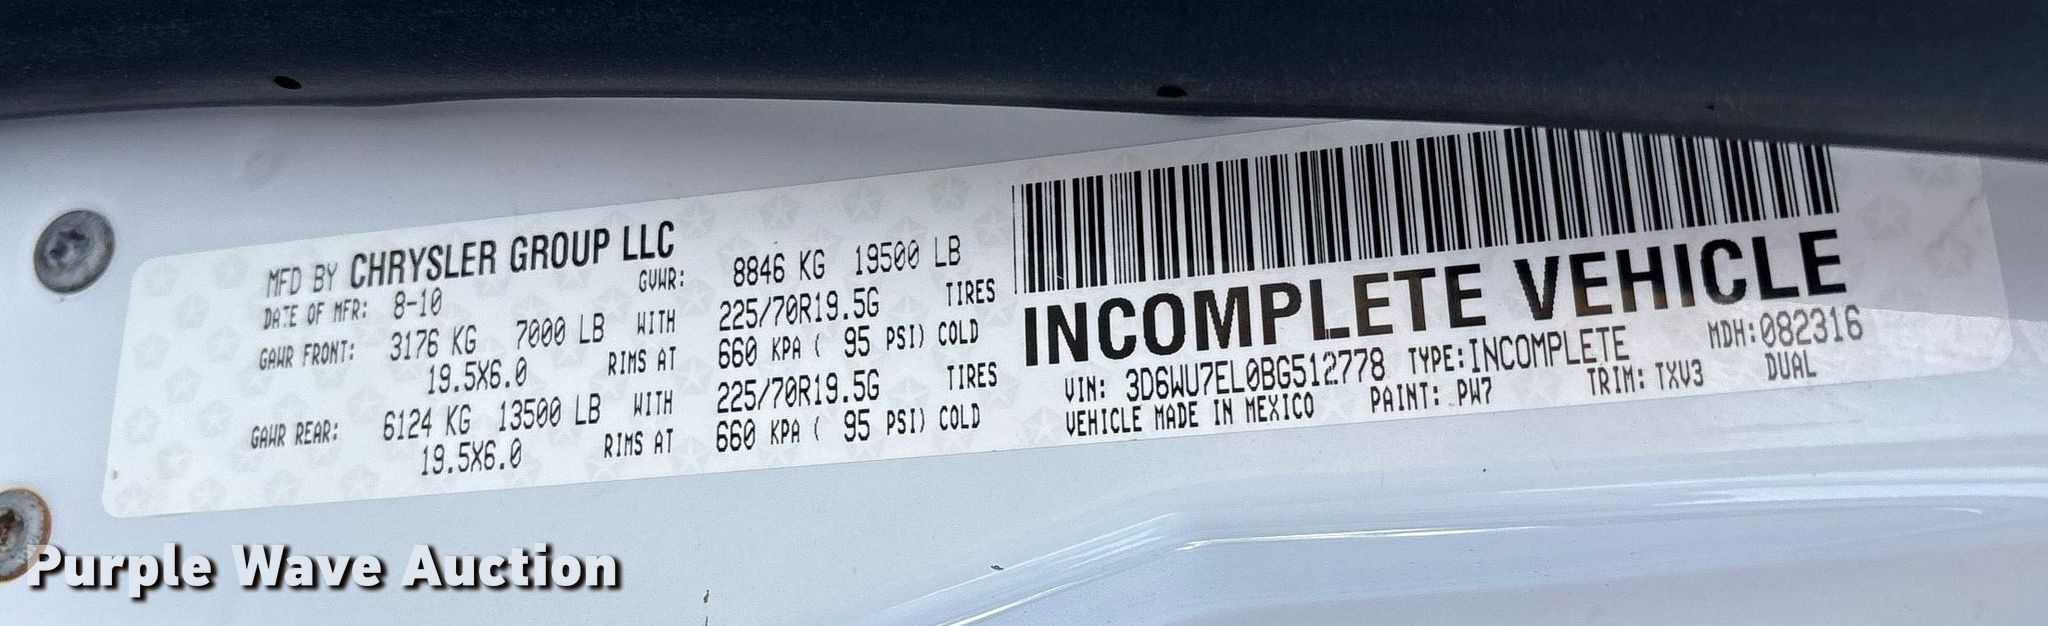 MFD BY CHRYSLER GROUP LLC
DATE OF MFR: 8-10 GVWR: 8846 KG 19500 LB
GAWR FRONT: 3176 KG 7000 LB WITH 225/70R19.5G TIRES
19.5X6.0 RIMS AT 660 KPA ( 95 PSI) COLD
GAWR REAR: 6124 KG 13500 LB WITH 225/70R19.5G TIRES
19.5X6.0 RIMS AT 660 KPA ( 95 PSI) COLD
INCOMPLETE VEHICLE
VIN: 3D6WU7EL0BG512778 TYPE: INCOMPLETE MDH: 082316
VEHICLE MADE IN MEXICO PAINT: PW7 TRIM: TXV3 DUAL
Purple Wave Auction